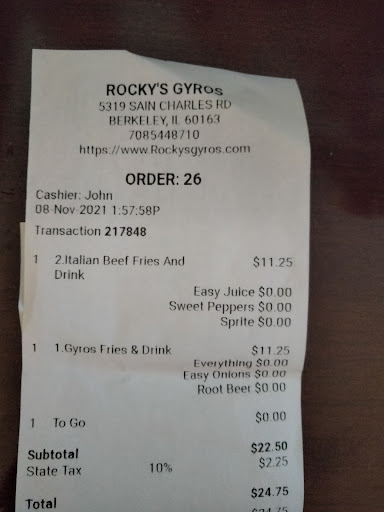 ROCKY'S GYROS
5319 SAIN CHARLES RD
BERKELEY, IL 60163
7085448710
https://www.Rockysgyros.com
ORDER: 26
Cashier: John
08-Nov-2021 1:57:58P
Transaction 217848
1 2.Italian Beef Fries And $11.25
Drink
Easy Juice $0.00
Sweet Peppers $0.00
Sprite $0.00
1 1.Gyros Fries & Drink $11.25
Everything $0.00
Easy Onions $0.00
Root Beer $0.00
1 To Go $0.00
Subtotal $22.50
State Tax 10% $2.25
Total $24.75